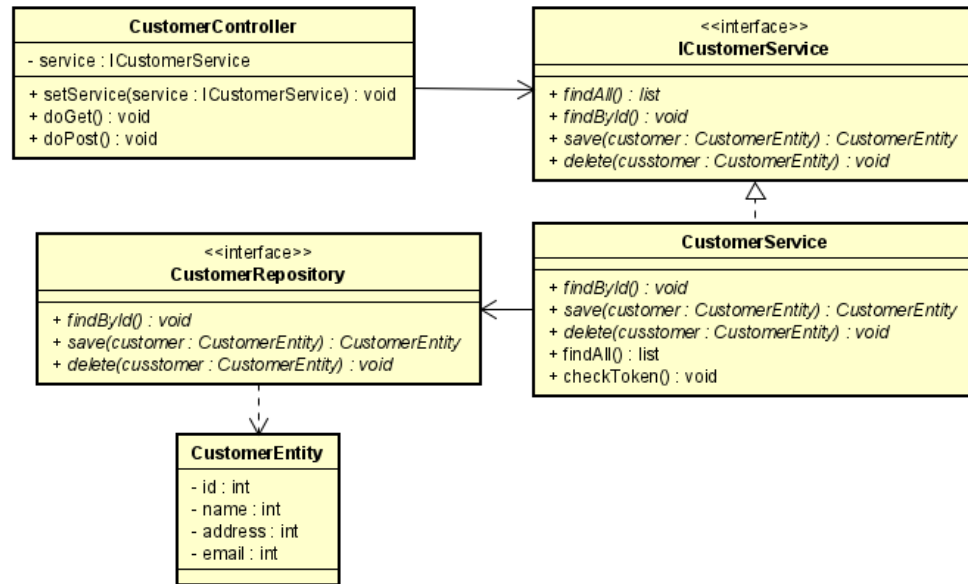 CustomerController
- service : ICustomerService
+ setService(service : ICustomerService) : void
+ doGet() : void
+ doPost() : void
<<interface>>
ICustomerService
+ findAll() : list
+ findById() : void
+ save(customer : CustomerEntity) : CustomerEntity
+ delete(cusstomer : CustomerEntity) : void
<<interface>>
CustomerRepository
+ findById() : void
+ save(customer : CustomerEntity) : CustomerEntity
+ delete(cusstomer : CustomerEntity) : void
CustomerService
+ findById() : void
+ save(customer : CustomerEntity) : CustomerEntity
+ delete(cusstomer : CustomerEntity) : void
+ findAll() : list
+ checkToken() : void
CustomerEntity
- id : int
- name : int
- address : int
- email : int